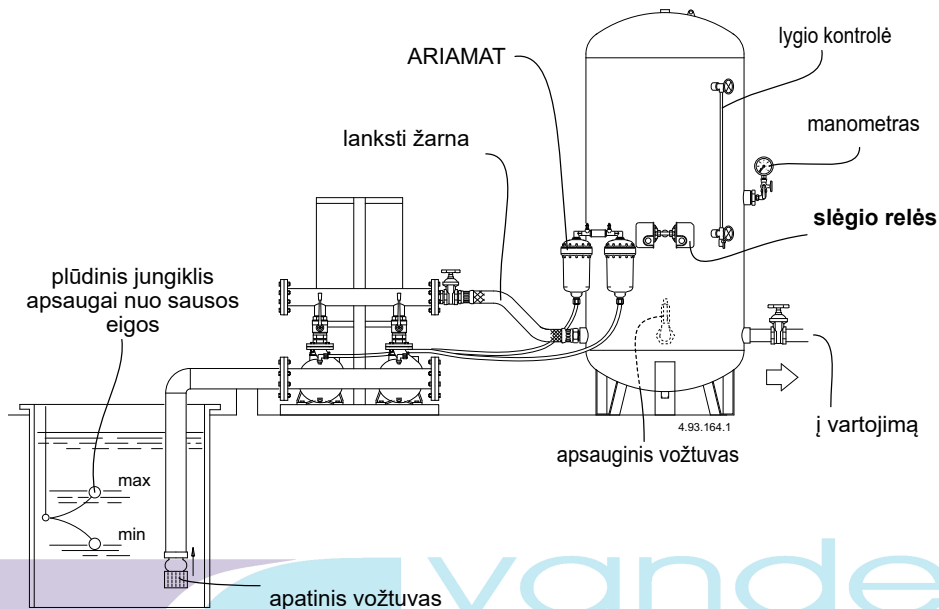 lygio kontrolė
ARIAMAT
manometras
lanksti žarna
slėgio relės
plūdinis jungiklis
apsaugai nuo sausos
eigos
4.93.164.1
į vartojimą
apsauginis vožtuvas
max
min
apatinis vožtuvas
vande